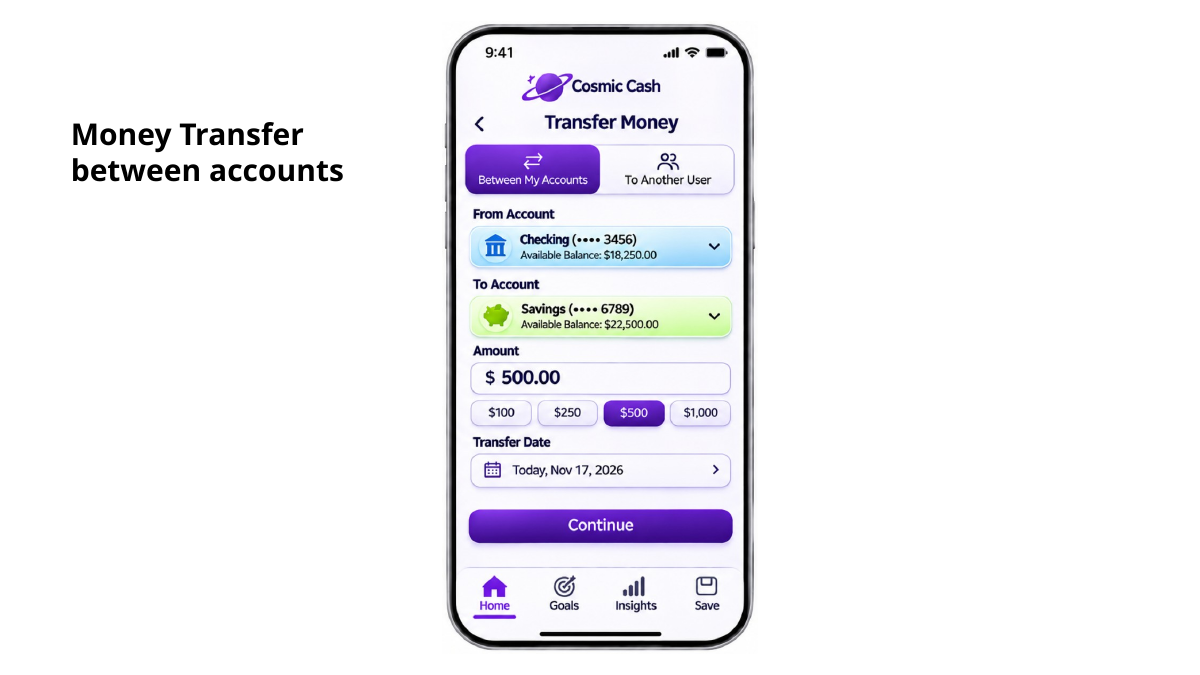 Money Transfer
between accounts
9:41
Cosmic Cash
Transfer Money
Between My Accounts
To Another User
From Account
Checking (•••• 3456)
Available Balance: $18,250.00
To Account
Savings (•••• 6789)
Available Balance: $22,500.00
Amount
$ 500.00
$100 $250 $500 $1,000
Transfer Date
Today, Nov 17, 2026
Continue
Home Goals Insights Save